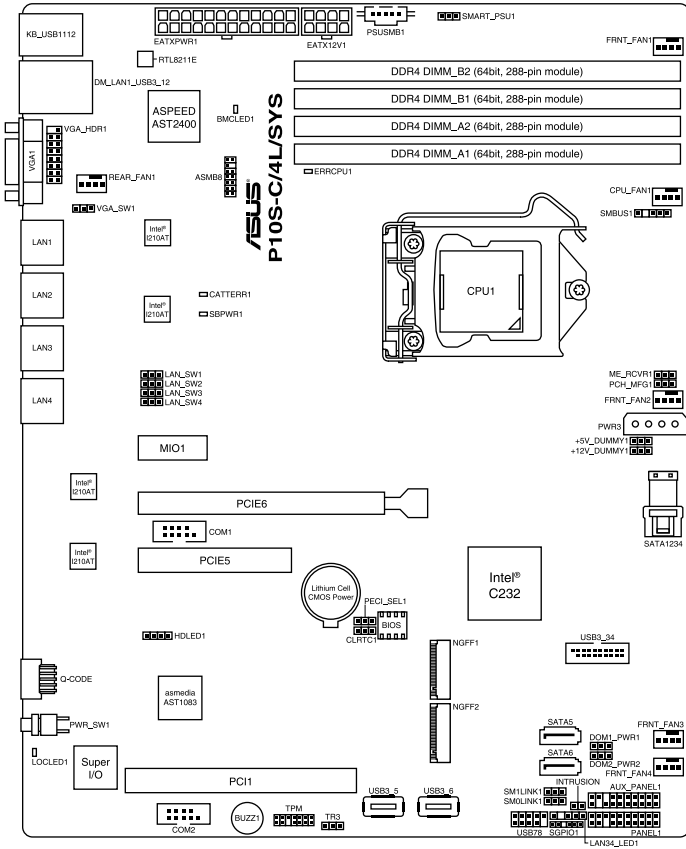 KB_USB1112
EATXPWR1
EATX12V1
PSUSMB1
SMART_PSU1
FRNT_FAN1
RTL8211E
DM_LAN1_USB3_12
ASPEED
AST2400
BMCLED1
DDR4 DIMM_B2 (64bit, 288-pin module)
DDR4 DIMM_B1 (64bit, 288-pin module)
DDR4 DIMM_A2 (64bit, 288-pin module)
DDR4 DIMM_A1 (64bit, 288-pin module)
VGA_HDR1
VGA1
REAR_FAN1
ASMB8
ERRCPU1
ASUS
P10S-C/4L/SYS
CPU_FAN1
SMBUS1
VGA_SW1
LAN1
Intel®
I210AT
LAN2
Intel®
I210AT
CATTERR1
SBPWR1
CPU1
LAN3
LAN4
LAN_SW1
LAN_SW2
LAN_SW3
LAN_SW4
ME_RCVR1
PCH_MFG1
FRNT_FAN2
PWR3
+5V_DUMMY1
+12V_DUMMY1
MIO1
Intel®
I210AT
PCIE6
COM1
SATA1234
Intel®
I210AT
PCIE5
Lithium Cell
CMOS Power
PECI_SEL1
BIOS
CLRTC1
Intel®
C232
HDLED1
NGFF1
USB3_34
Q-CODE
asmedia
AST1083
NGFF2
PWR_SW1
LOCLED1
Super
I/O
SATA5
SATA6
DOM1_PWR1
DOM2_PWR2
FRNT_FAN3
FRNT_FAN4
PCI1
USB3_5
USB3_6
INTRUSION
AUX_PANEL1
SM1LINK1
SM0LINK1
COM2
BUZZ1
TPM
TR3
USB78
SGPIO1
PANEL1
LAN34_LED1